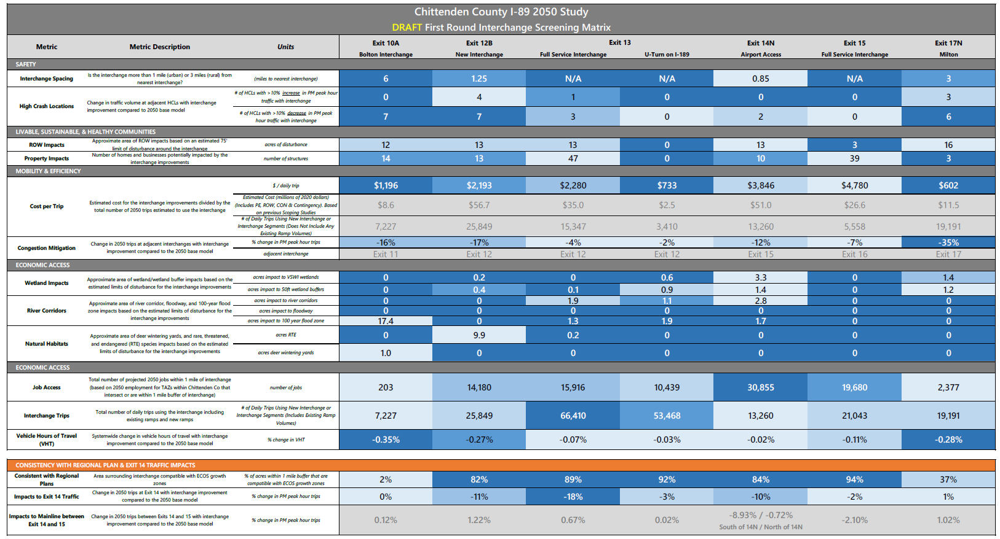 Chittenden County I-89 2050 Study
DRAFT First Round Interchange Screening Matrix
Metric Metric Description Units Exit 10A Exit 12B Exit 13 Exit 14N Exit 15 Exit 17N
Bolton Interchange New Interchange Full Service Interchange U-Turn on I-189 Airport Access Full Service Interchange Milton
SAFETY
Interchange Spacing Is the interchange more than 1 mile (urban) or 3 miles (rural) from
nearest interchange? (miles to nearest interchange) 6 1.25 N/A N/A 0.85 N/A 3
High Crash Locations Change in traffic volume at adjacent HCLs with interchange
improvement compared to 2050 base model
# of HCLs with >10% increase in PM peak hour
traffic with interchange 0 4 1 0 0 0 3
# of HCLs with >10% decrease in PM peak
hour traffic with interchange 7 7 3 0 2 0 6
LIVABLE, SUSTAINABLE, & HEALTHY COMMUNITIES
ROW Impacts Approximate area of ROW impacts based on an estimated 75'
limit of disturbance around the interchange acres of disturbance 12 13 13 0 13 3 16
Property Impacts Number of homes and businesses potentially impacted by the
interchange improvements number of structures 14 13 47 0 10 39 3
MOBILITY & EFFICIENCY
Cost per Trip Estimated cost for the interchange improvements divided by the
total number of 2050 trips estimated to use the interchange
$ / daily trip $1,196 $2,193 $2,280 $733 $3,846 $4,780 $602
Estimated Cost (millions of 2020 dollars)
(Includes PE, ROW, CON & Contingency). Based
on previous Scoping Studies $8.6 $56.7 $35.0 $2.5 $51.0 $26.6 $11.5
# of Daily Trips Using New Interchange or
Interchange Segments (Does Not Include Any
Existing Ramp Volumes) 7,227 25,849 15,347 3,410 13,260 5,558 19,191
Congestion Mitigation Change in 2050 trips at adjacent interchanges with interchange
improvement compared to the 2050 base model
% change in PM peak hour trips -16% -17% -4% -2% -12% -7% -35%
adjacent interchange Exit 11 Exit 12 Exit 12 Exit 12 Exit 15 Exit 16 Exit 17
ECONOMIC ACCESS
Wetland Impacts Approximate area of wetland/wetland buffer impacts based on the
estimated limits of disturbance for the interchange improvements
acres impact to VSWI wetlands 0 0.2 0 0.6 3.3 0 1.4
acres impact to 50ft wetland buffers 0 0.4 0.1 0.9 1.4 0 1.2
River Corridors Approximate area of river corridor, floodway, and 100-year flood
zone impacts based on the estimated limits of disturbance for the
interchange improvements
acres impact to river corridors 0 0 1.9 1.1 2.8 0 0
acres impact to floodway 0 0 0 0 0 0 0
acres impact to 100 year flood zone 17.4 0 1.3 1.9 1.7 0 0
Natural Habitats Approximate area of deer wintering yards, and rare, threatened,
and endangered (RTE) species impacts based on the estimated
limits of disturbance for the interchange improvements
acres RTE 0 9.9 0.2 0 0 0 0
acres deer wintering yards 1.0 0 0 0 0 0 0
ECONOMIC ACCESS
Job Access Total number of projected 2050 jobs within 1 mile of interchange
(based on 2050 employment for TAZs within Chittenden Co that
intersect or are within 1 mile buffer of interchange) number of jobs 203 14,180 15,916 10,439 30,855 19,680 2,377
Interchange Trips Total number of daily trips using the interchange including
existing ramps and new ramps
# of Daily Trips Using New Interchange or
Interchange Segments (Includes Existing Ramp
Volumes) 7,227 25,849 66,410 53,468 13,260 21,043 19,191
Vehicle Hours of Travel
(VHT) Systemwide change in vehicle hours of travel with interchange
improvement compared to the 2050 base model % change in VHT -0.35% -0.27% -0.07% -0.03% -0.02% -0.11% -0.28%
CONSISTENCY WITH REGIONAL PLAN & EXIT 14 TRAFFIC IMPACTS
Consistent with Regional
Plans Area surrounding interchange compatible with ECOS growth
zones % of acres within 1 mile buffer that are
compatible with ECOS growth zones 2% 82% 89% 92% 84% 94% 37%
Impacts to Exit 14 Traffic Change in 2050 trips at Exit 14 with interchange improvement
compared to the 2050 base model % change in PM peak hour trips 0% -11% -18% -3% -10% -2% 1%
Impacts to Mainline between
Exit 14 and 15 Change in 2050 trips between Exits 14 and 15 with interchange
improvement compared to the 2050 base model % change in PM peak hour trips 0.12% 1.22% 0.67% 0.02% -8.93% / -0.72%
South of 14N / North of 14N -2.10% 1.02%